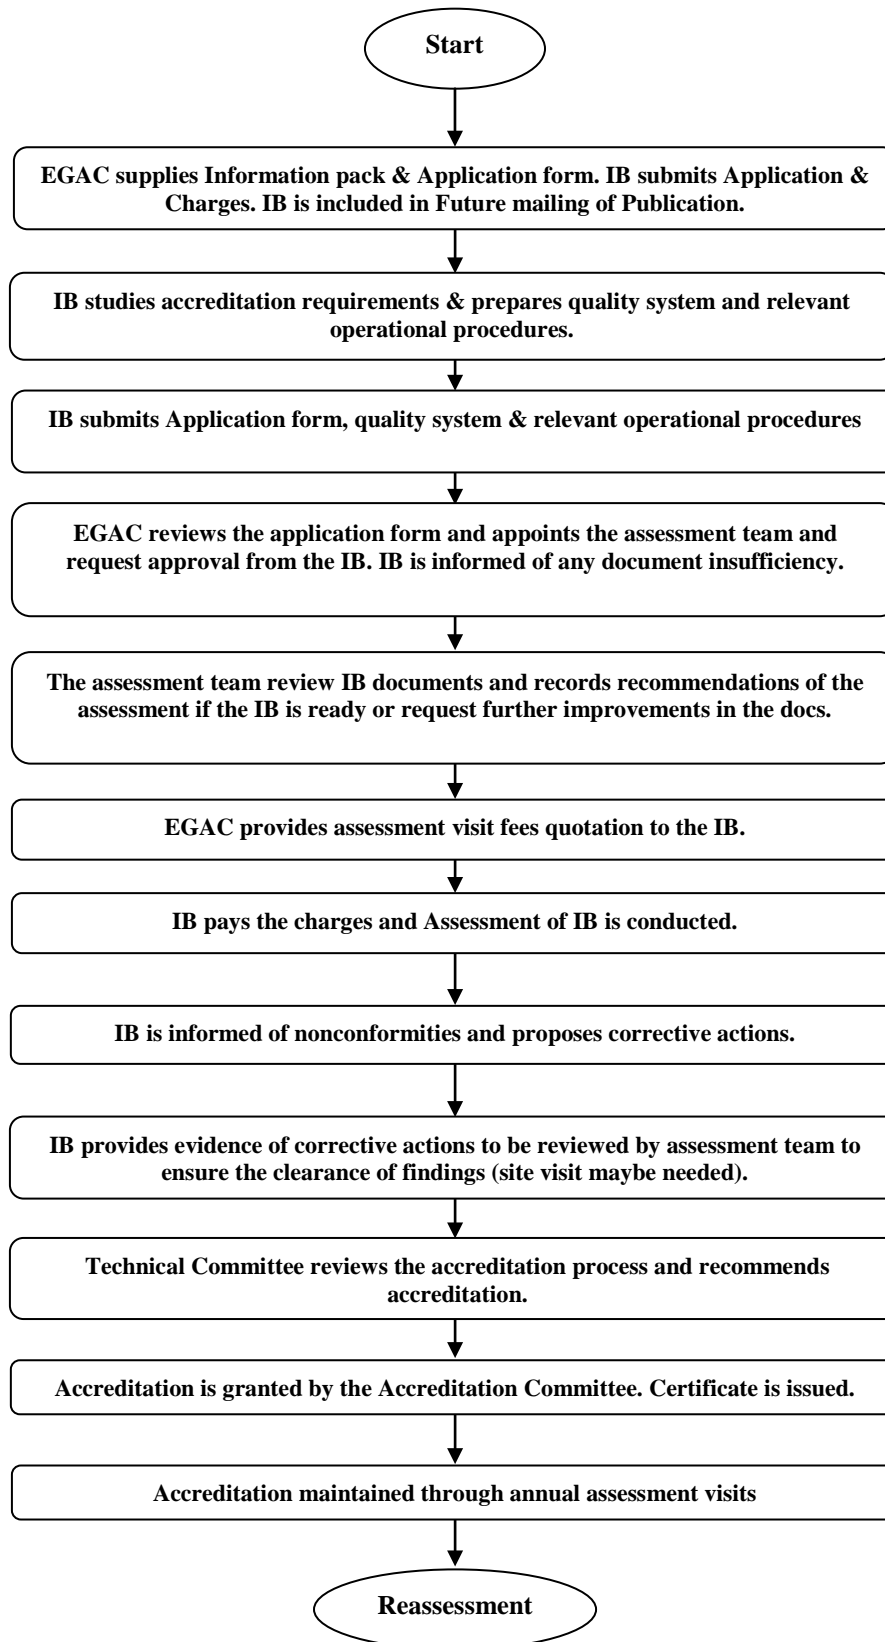 Start
EGAC supplies Information pack & Application form. IB submits Application &
Charges. IB is included in Future mailing of Publication.
IB studies accreditation requirements & prepares quality system and relevant
operational procedures.
IB submits Application form, quality system & relevant operational procedures
EGAC reviews the application form and appoints the assessment team and
request approval from the IB. IB is informed of any document insufficiency.
The assessment team review IB documents and records recommendations of the
assessment if the IB is ready or request further improvements in the docs.
EGAC provides assessment visit fees quotation to the IB.
IB pays the charges and Assessment of IB is conducted.
IB is informed of nonconformities and proposes corrective actions.
IB provides evidence of corrective actions to be reviewed by assessment team to
ensure the clearance of findings (site visit maybe needed).
Technical Committee reviews the accreditation process and recommends
accreditation.
Accreditation is granted by the Accreditation Committee. Certificate is issued.
Accreditation maintained through annual assessment visits
Reassessment